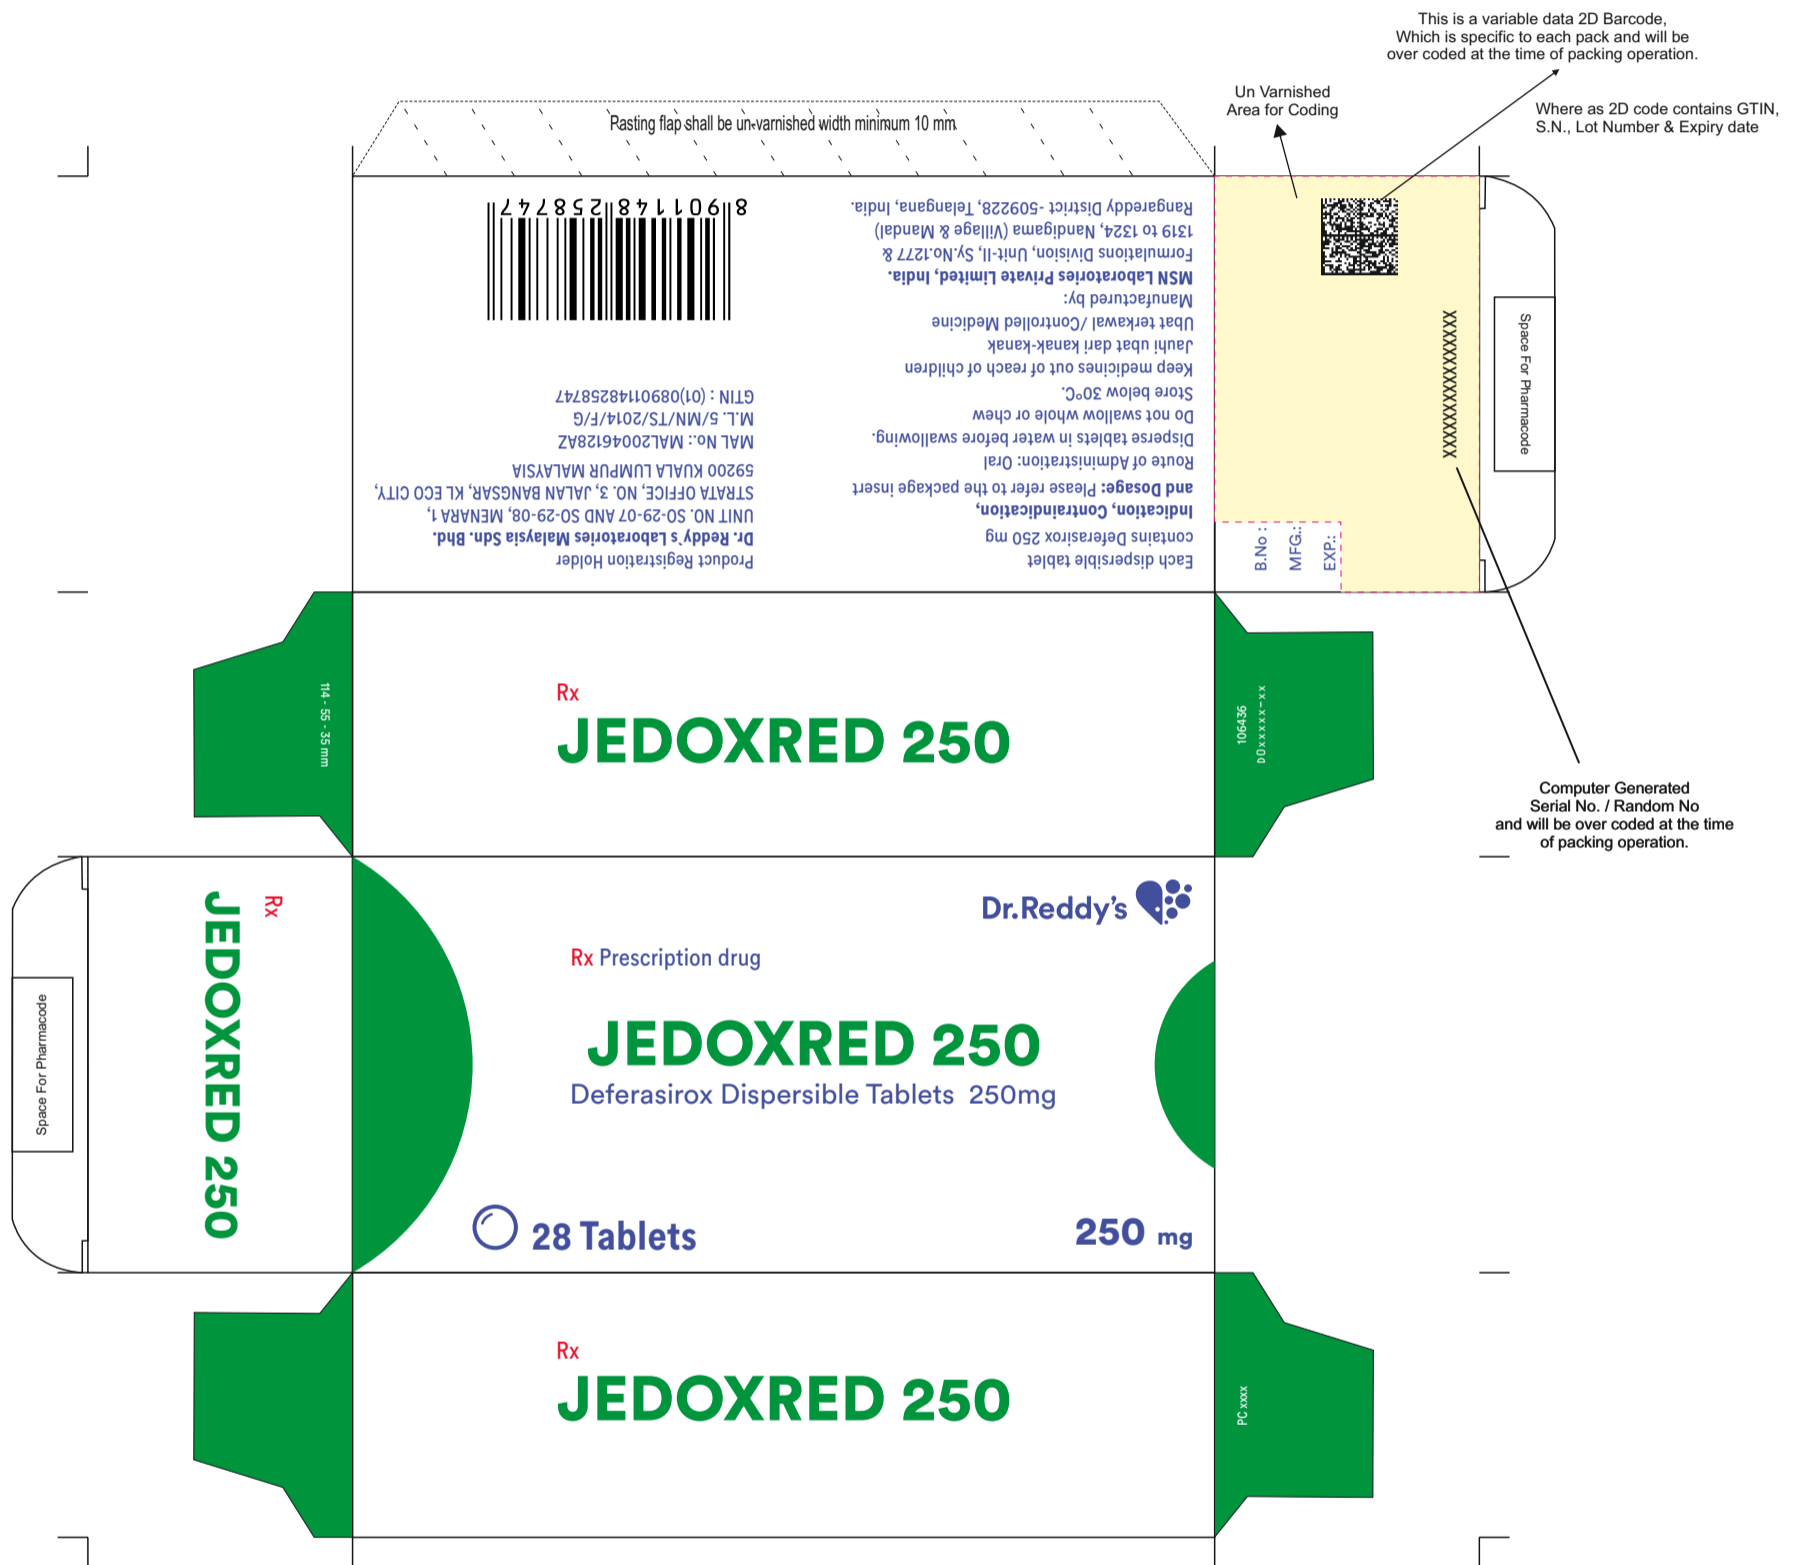 This is a variable data 2D Barcode,
Which is specific to each pack and will be
over coded at the time of packing operation.
Un Varnished
Area for Coding
Where as 2D code contains GTIN,
S.N., Lot Number & Expiry date
Pasting flap shall be un-varnished width minimum 10 mm
Each dispersible tablet
contains Deferasirox 250 mg
Indication, Contraindication,
and Dosage: Please refer to the package insert
Route of Administration: Oral
Disperse tablets in water before swallowing.
Do not swallow whole or chew
Store below 30°C.
Keep medicines out of reach of children
Jauhi ubat dari kanak-kanak
Ubat terkawal /Controlled Medicine
Manufactured by:
MSN Laboratories Private Limited, India.
Formulations Division, Unit-II, Sy.No.1277 &
1319 to 1324, Nandigama (Village & Mandal)
Rangareddy District -509228, Telangana, India.
Product Registration Holder
Dr. Reddy`s Laboratories Malaysia Sdn. Bhd.
UNIT NO. SO-29-07 AND SO-29-08, MENARA 1,
STRATA OFFICE, NO. 3, JALAN BANGSAR, KL ECO CITY,
59200 KUALA LUMPUR MALAYSIA
MAL No.: MAL20046128AZ
M.L. 5/MN/TS/2014/F/G
GTIN : (01)08901148258747
8 901148 258747
B.No :
MFG.:
EXP.:
XXXXXXXXXXXXXXXXXXXX
Space For Pharmacode
114 - 55 - 35 mm
Rx
JEDOXRED 250
106436
D0xxxxx-xx
Computer Generated
Serial No. / Random No
and will be over coded at the time
of packing operation.
Space For Pharmacode
Rx
JEDOXRED 250
Dr.Reddy's
Rx Prescription drug
JEDOXRED 250
Deferasirox Dispersible Tablets 250mg
28 Tablets
250 mg
Rx
JEDOXRED 250
PC xxxx